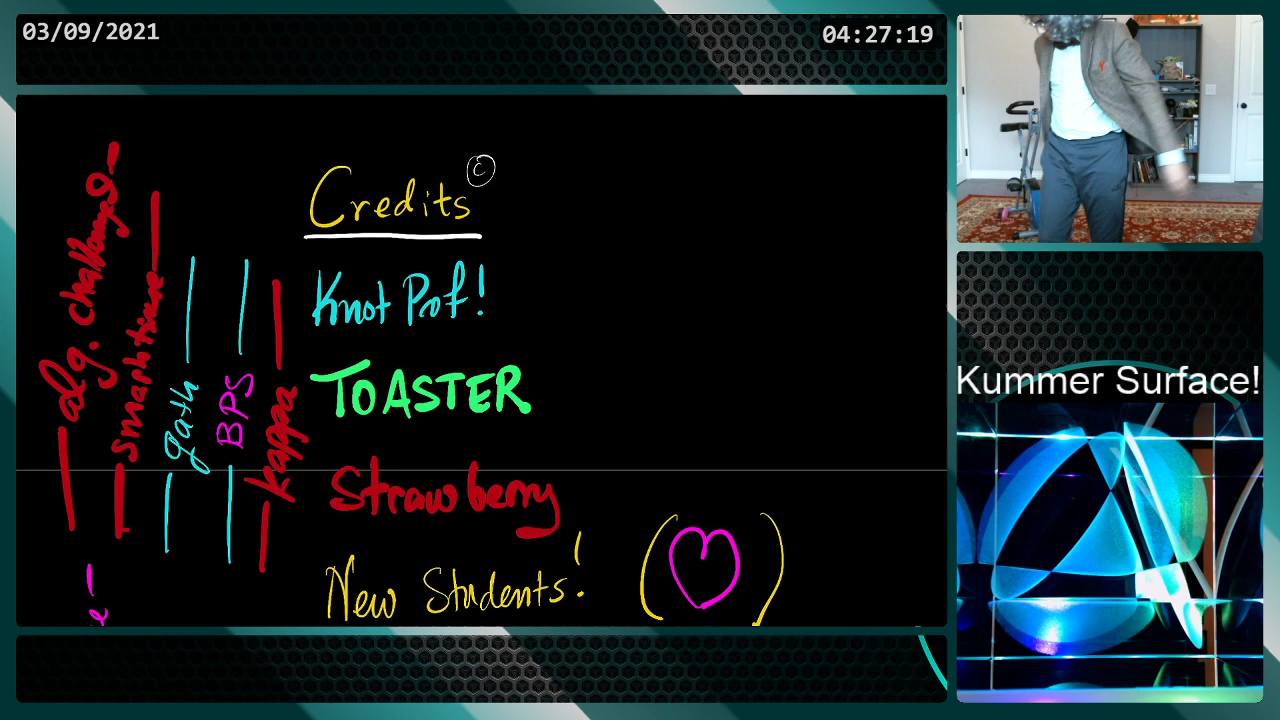 03/09/2021
04:27:19
Credits ©
Knot Prof!
TOASTER
Strawberry
New Students!
alg. challenge
smashtime
gath
BPS
kappa
Kummer Surface!